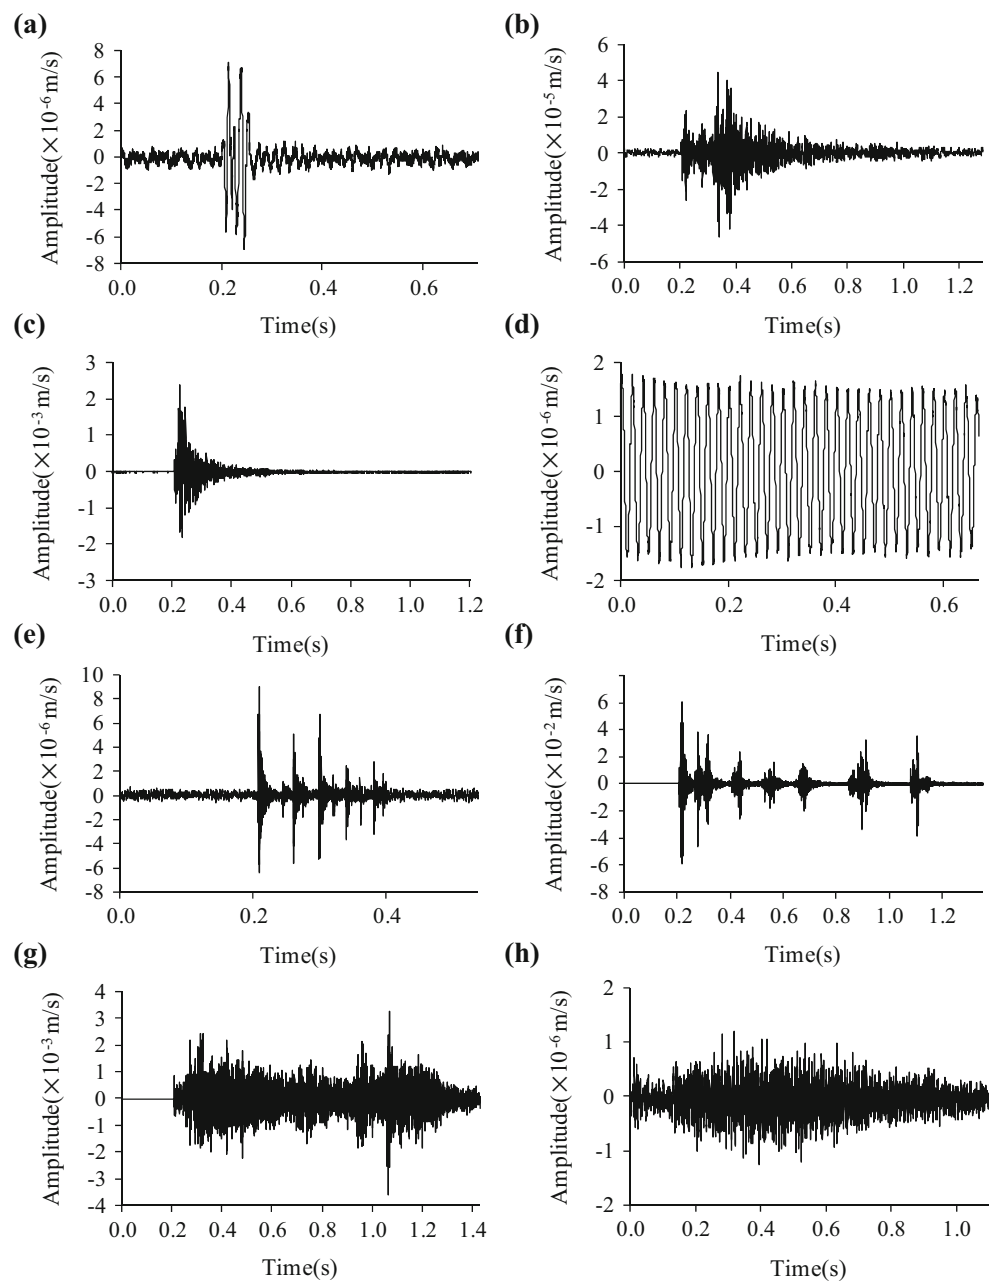 (a)
Amplitude(×10⁻⁶ m/s)
8
6
4
2
0
-2
-4
-6
-8
0.0 0.2 0.4 0.6
Time(s)
(b)
Amplitude(×10⁻⁵ m/s)
6
4
2
0
-2
-4
-6
0.0 0.2 0.4 0.6 0.8 1.0 1.2
Time(s)
(c)
Amplitude(×10⁻³ m/s)
3
2
1
0
-1
-2
-3
0.0 0.2 0.4 0.6 0.8 1.0 1.2
Time(s)
(d)
Amplitude(×10⁻⁶ m/s)
2
1
0
-1
-2
0.0 0.2 0.4 0.6
Time(s)
(e)
Amplitude(×10⁻⁶ m/s)
10
8
6
4
2
0
-2
-4
-6
-8
0.0 0.2 0.4
Time(s)
(f)
Amplitude(×10⁻² m/s)
6
4
2
0
-2
-4
-6
-8
0.0 0.2 0.4 0.6 0.8 1.0 1.2
Time(s)
(g)
Amplitude(×10⁻³ m/s)
4
3
2
1
0
-1
-2
-3
-4
0.0 0.2 0.4 0.6 0.8 1.0 1.2 1.4
Time(s)
(h)
Amplitude(×10⁻⁶ m/s)
2
1
0
-1
-2
0.0 0.2 0.4 0.6 0.8 1.0
Time(s)